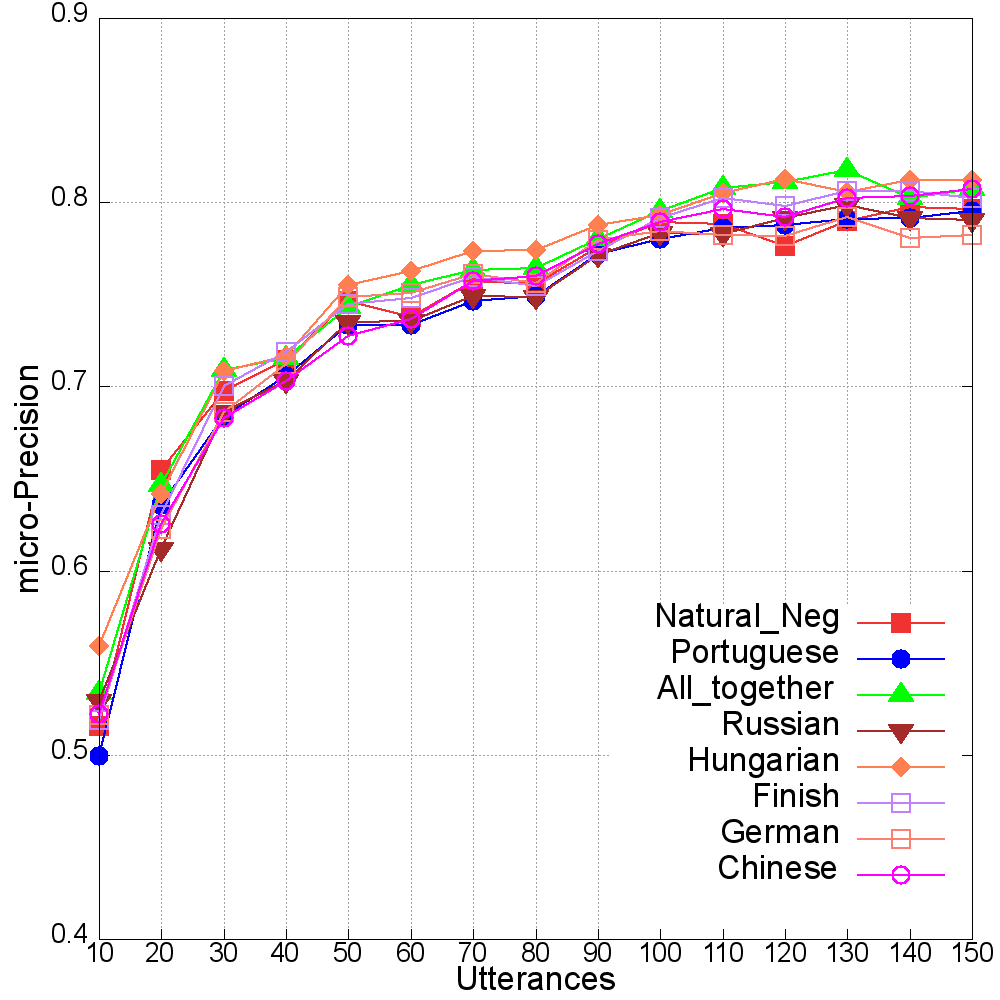 0.9
0.8
0.7
0.6
0.5
0.4
micro-Precision
Natural_Neg
Portuguese
All_together
Russian
Hungarian
Finish
German
Chinese
10 20 30 40 50 60 70 80 90 100 110 120 130 140 150
Utterances